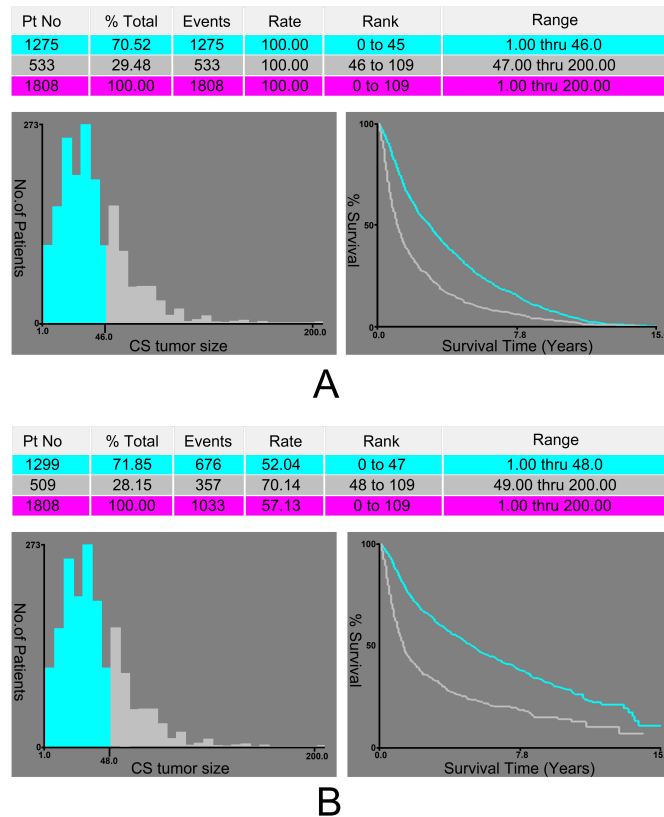 Pt No % Total Events Rate Rank Range
1275 70.52 1275 100.00 0 to 45 1.00 thru 46.0
533 29.48 533 100.00 46 to 109 47.00 thru 200.00
1808 100.00 1808 100.00 0 to 109 1.00 thru 200.00
273
No.of Patients
0
1.0 46.0 200.0
CS tumor size
100
% Survival
50
0
0.0 7.8 15.
Survival Time (Years)
A
Pt No % Total Events Rate Rank Range
1299 71.85 676 52.04 0 to 47 1.00 thru 48.0
509 28.15 357 70.14 48 to 109 49.00 thru 200.00
1808 100.00 1033 57.13 0 to 109 1.00 thru 200.00
273
No.of Patients
0
1.0 48.0 200.0
CS tumor size
100
% Survival
50
0
0.0 7.8 15.
Survival Time (Years)
B